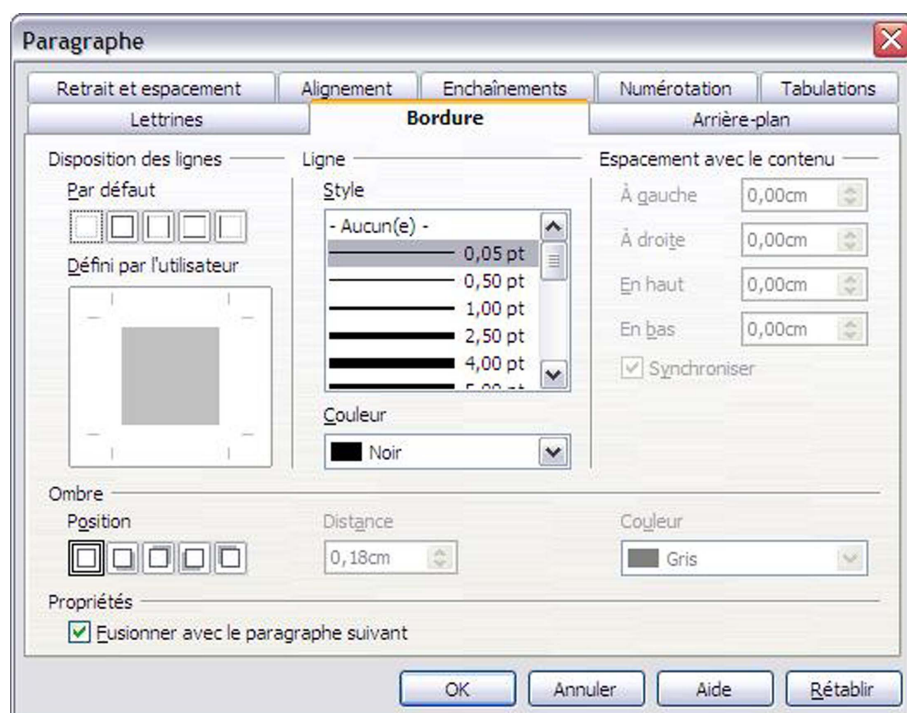 Paragraphe
Retrait et espacement
Alignement
Enchaînements
Numérotation
Tabulations
Lettrines
Bordure
Arrière-plan
Disposition des lignes
Par défaut
Défini par l'utilisateur
Ligne
Style
- Aucun(e) -
0,05 pt
0,50 pt
1,00 pt
2,50 pt
4,00 pt
Couleur
Noir
Espacement avec le contenu
À gauche 0,00cm
À droite 0,00cm
En haut 0,00cm
En bas 0,00cm
Synchroniser
Ombre
Position
Distance
0,18cm
Couleur
Gris
Propriétés
Fusionner avec le paragraphe suivant
OK
Annuler
Aide
Rétablir